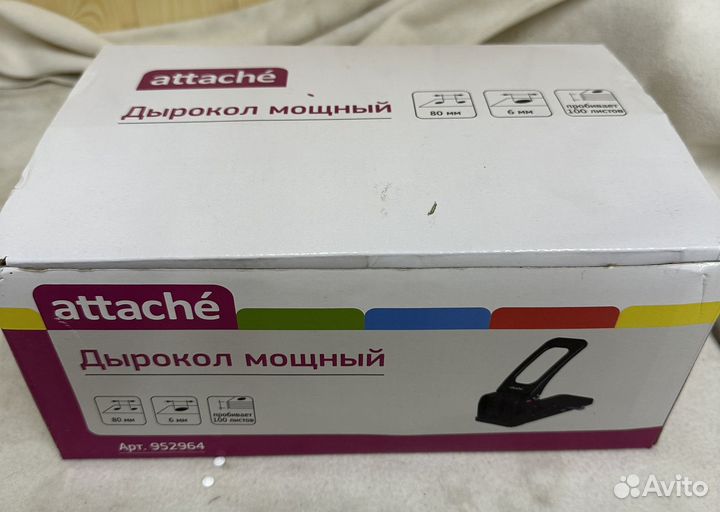 attaché
Дырокол мощный
80 мм
6 мм
пробивает
100 листов
attaché
Дырокол мощный
80 мм
6 мм
пробивает
100 листов
Арт. 952964
Avito